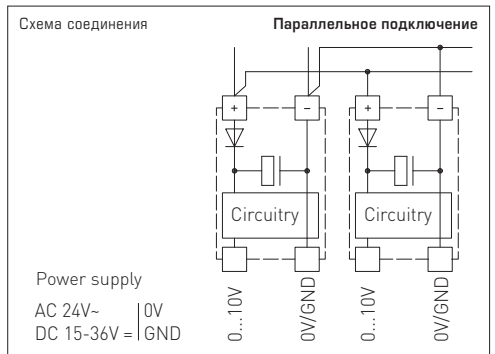 Схема соединения
Параллельное подключение
+ − + −
Circuitry Circuitry
Power supply
AC 24V~ | 0V
DC 15-36V = | GND
0...10V
0V/GND
0...10V
0V/GND